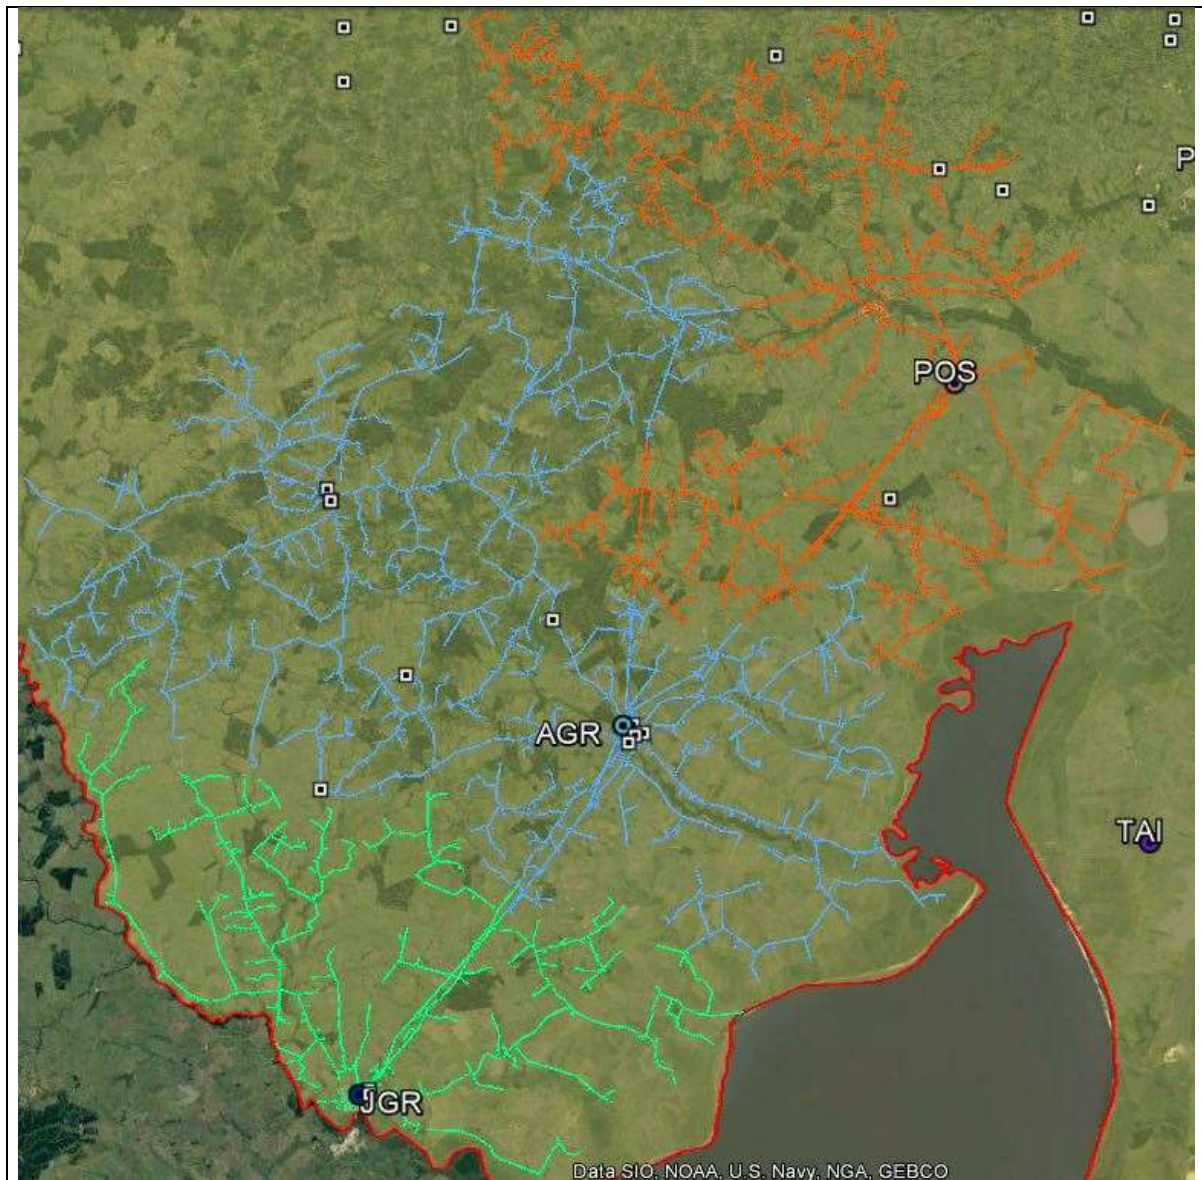 P
POS
AGR
TAI
JGR
Data SIO, NOAA, U.S. Navy, NGA, GEBCO